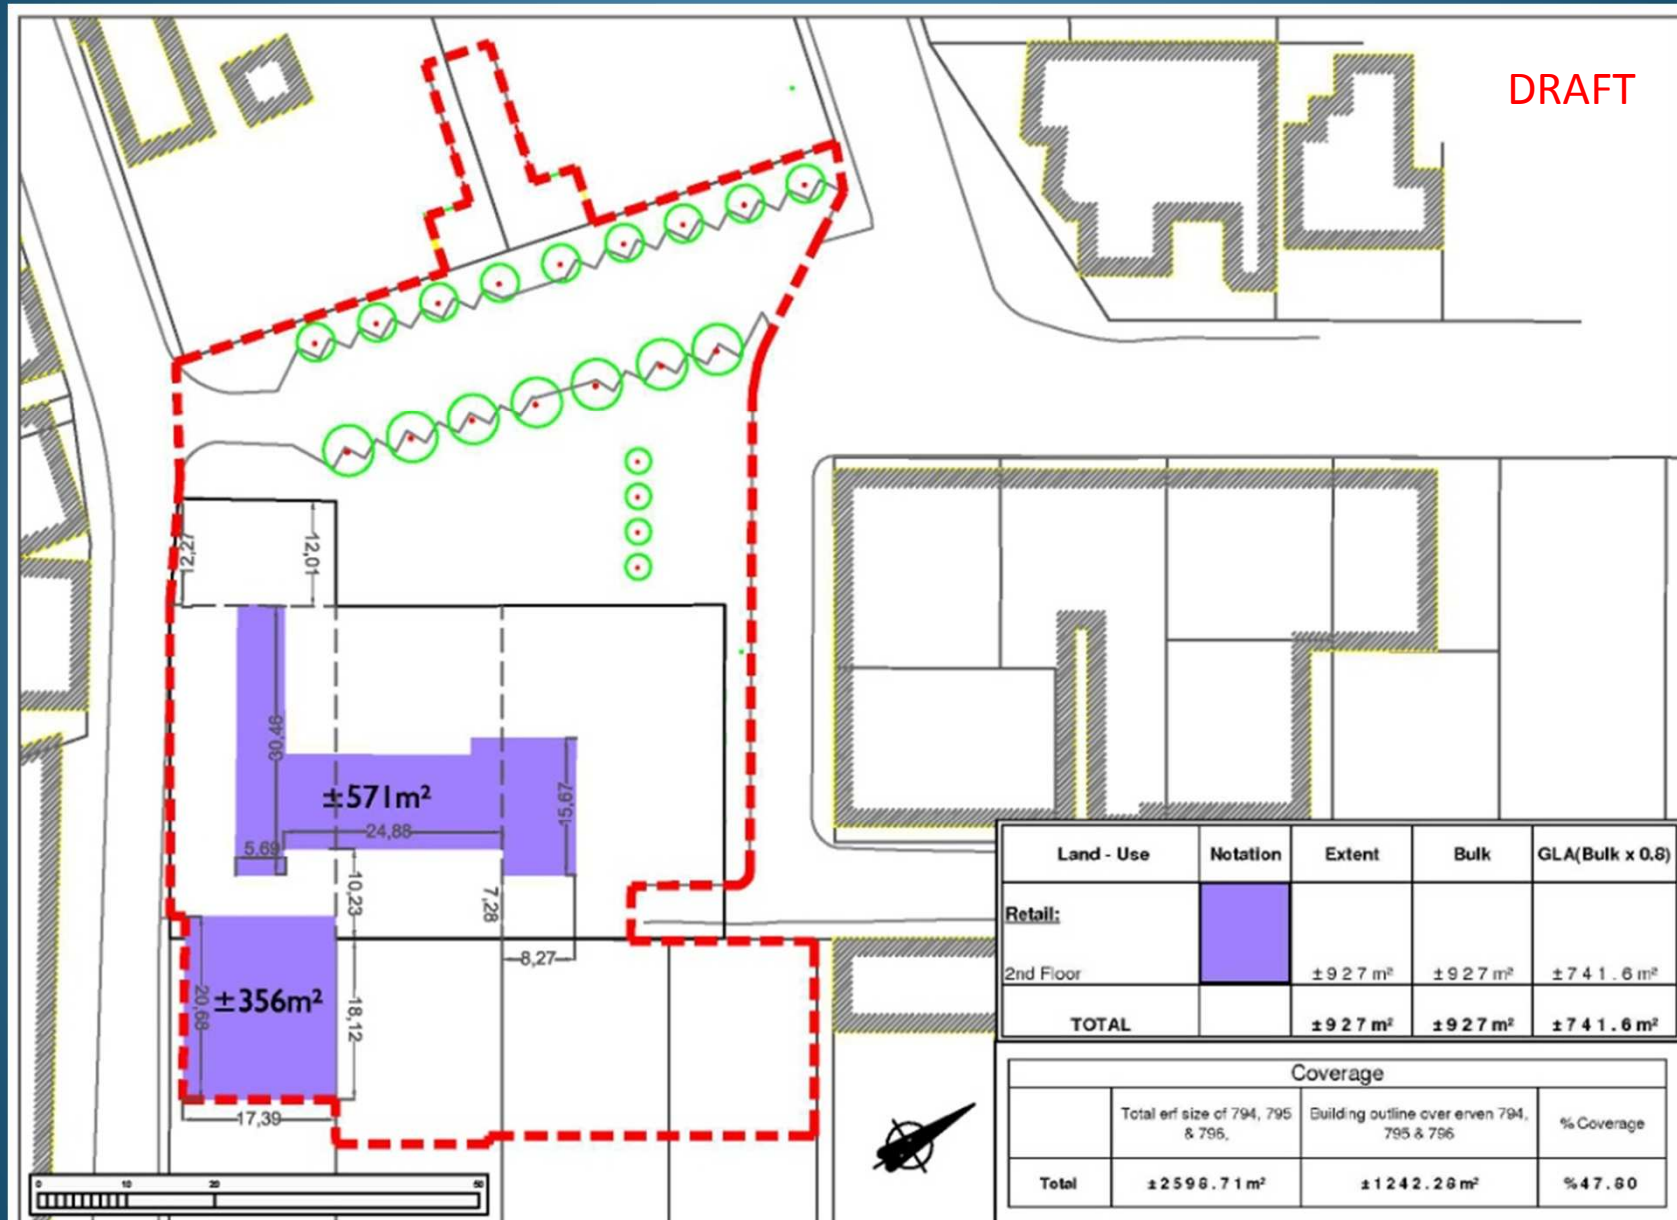 DRAFT
12,27
12,01
30,46
±571m²
15,67
24,88
5,69
10,23
7,28
8,27
±356m²
20,68
18,12
17,39
0 10 20 50
Land - Use Notation Extent Bulk GLA(Bulk x 0.8)
Retail:
2nd Floor ±927m² ±927m² ±741.6m²
TOTAL ±927m² ±927m² ±741.6m²
Coverage
Total erf size of 794, 795 & 796,
Building outline over erven 794, 795 & 796
% Coverage
Total ±2598.71m² ±1242.28m² %47.80